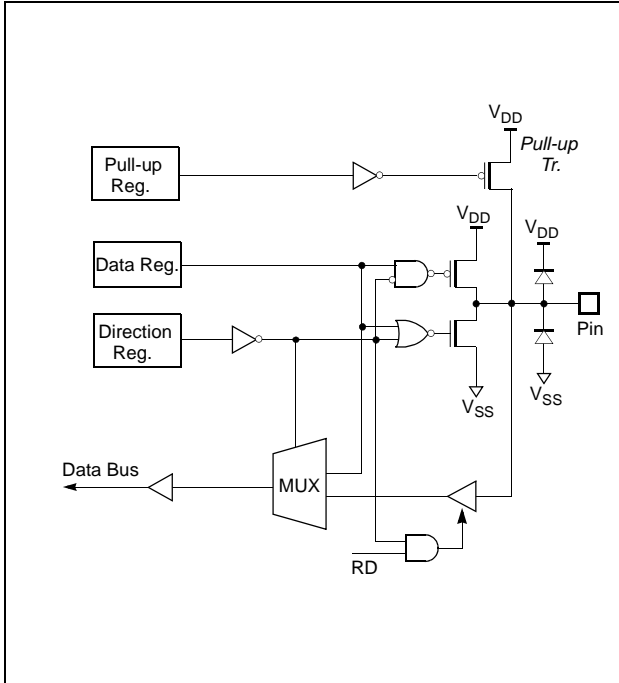 VDD
Pull-up
Tr.
Pull-up
Reg.
VDD
VDD
Data Reg.
Direction
Reg.
Pin
VSS
VSS
Data Bus
MUX
RD